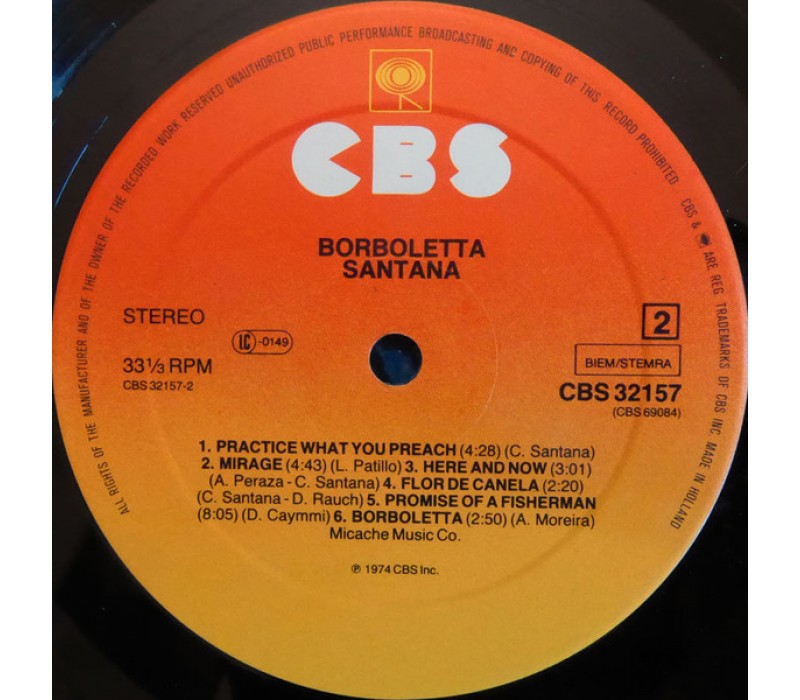 ALL RIGHTS OF THE MANUFACTURER AND OF THE OWNER OF THE RECORDED WORK RESERVED UNAUTHORIZED PUBLIC PERFORMANCE BROADCASTING AND COPYING OF THIS RECORD PROHIBITED
CBS & ARE REG TRADEMARKS OF CBS INC MADE IN HOLLAND
CBS
BORBOLETTA
SANTANA
STEREO
LC-0149
2
33⅓ RPM
BIEM/STEMRA
CBS 32157-2
CBS 32157
(CBS 69084)
1. PRACTICE WHAT YOU PREACH (4:28) (C. Santana)
2. MIRAGE (4:43) (L. Patillo) 3. HERE AND NOW (3:01)
(A. Peraza - C. Santana) 4. FLOR DE CANELA (2:20)
(C. Santana - D. Rauch) 5. PROMISE OF A FISHERMAN
(8:05) (D. Caymmi) 6. BORBOLETTA (2:50) (A. Moreira)
Micache Music Co.
℗ 1974 CBS Inc.